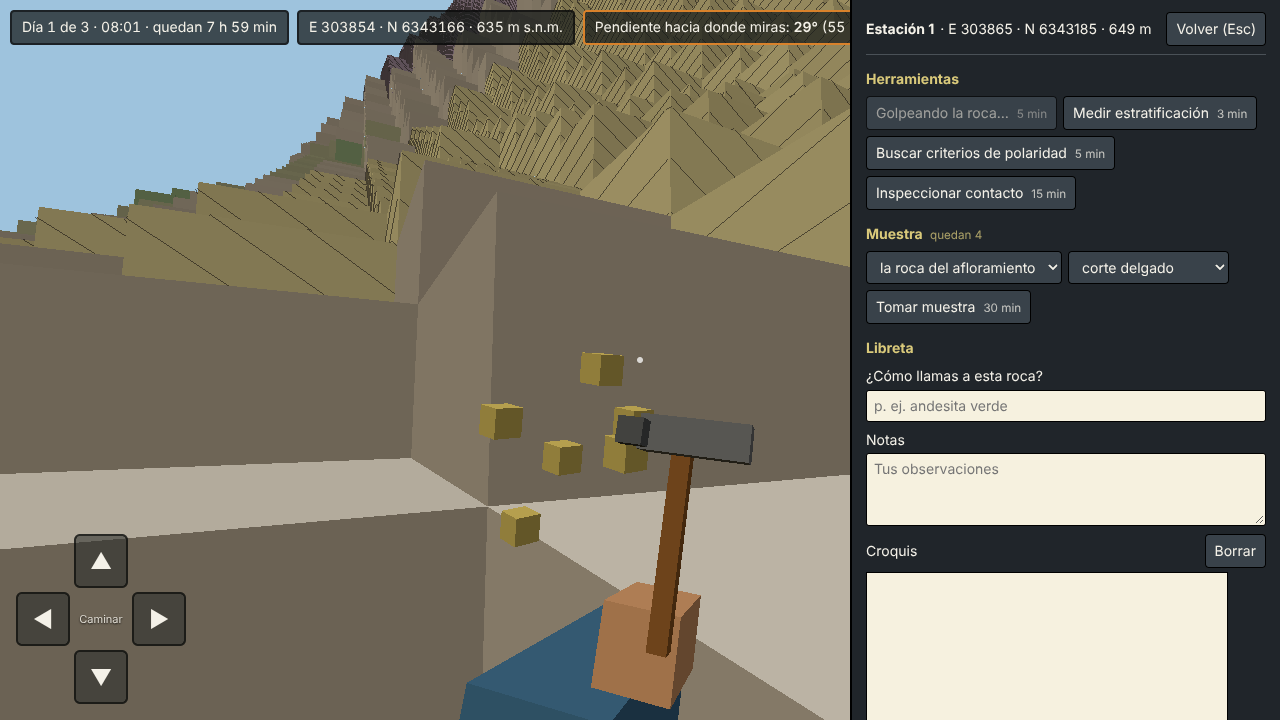 Día 1 de 3 · 08:01 · quedan 7 h 59 min
E 303854 · N 6343166 · 635 m s.n.m.
Pendiente hacia donde miras: 29° (55
Estación 1 · E 303865 · N 6343185 · 649 m
Volver (Esc)
Herramientas
Golpeando la roca... 5 min
Medir estratificación 3 min
Buscar criterios de polaridad 5 min
Inspeccionar contacto 15 min
Muestra quedan 4
la roca del afloramiento
corte delgado
Tomar muestra 30 min
Libreta
¿Cómo llamas a esta roca?
p. ej. andesita verde
Notas
Tus observaciones
Croquis
Borrar
Caminar